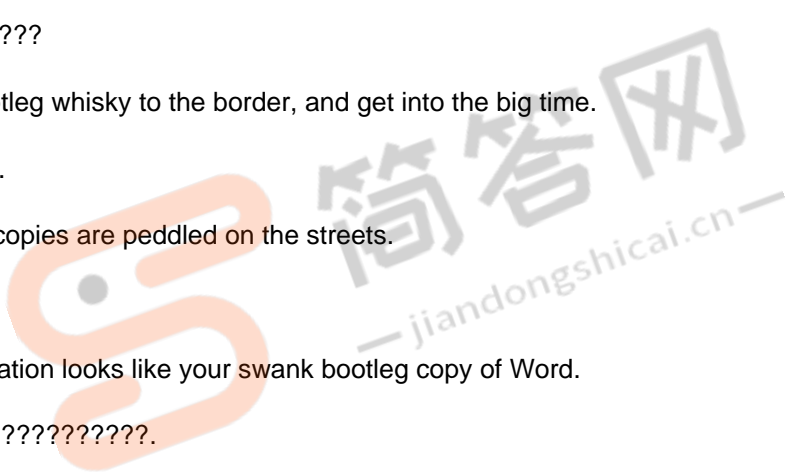 ???
tleg whisky to the border, and get into the big time.
.
copies are peddled on the streets.
简答网
jiandongshicai.cn
ation looks like your swank bootleg copy of Word.
??????????.